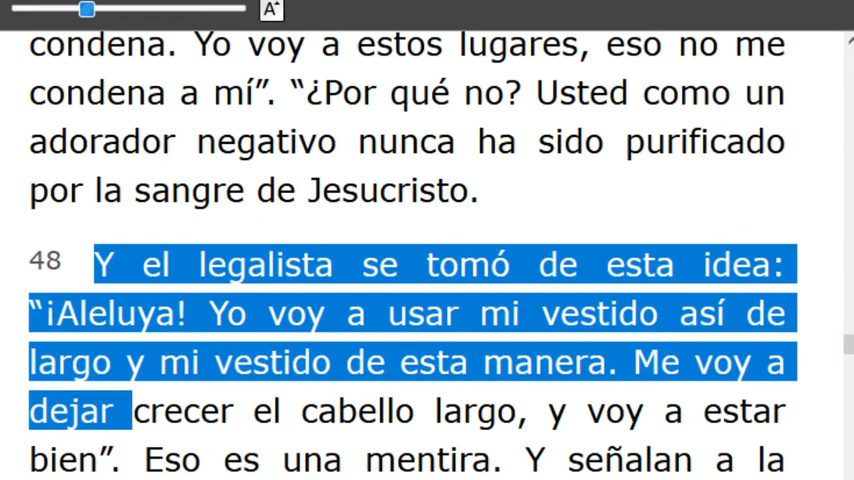 A
condena. Yo voy a estos lugares, eso no me
condena a mí”. “¿Por qué no? Usted como un
adorador negativo nunca ha sido purificado
por la sangre de Jesucristo.
48 Y el legalista se tomó de esta idea:
“¡Aleluya! Yo voy a usar mi vestido así de
largo y mi vestido de esta manera. Me voy a
dejar crecer el cabello largo, y voy a estar
bien”. Eso es una mentira. Y señalan a la